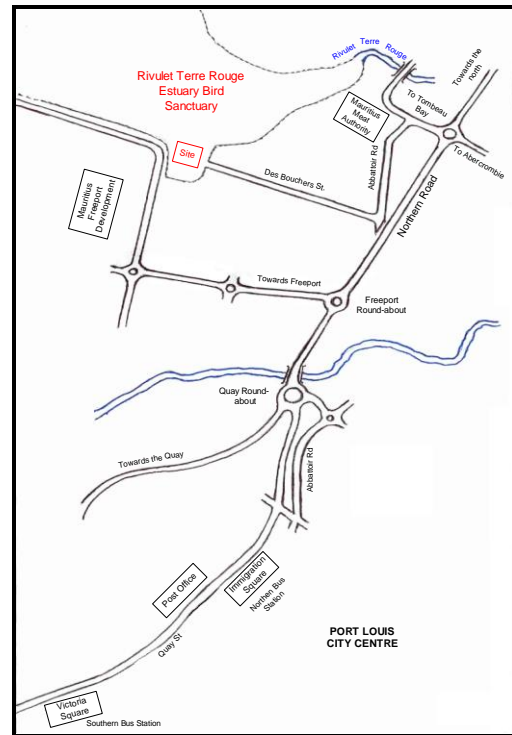 Rivulet Terre Rouge
Towards the
north
Rivulet Terre Rouge
Estuary Bird
Sanctuary
To Tombeau
Bay
Mauritius
Meat
Authority
To Abercrombie
Site
Abbattoir Rd
Des Bouchers St.
Northern Road
Mauritius
Freeport
Development
Towards Freeport
Freeport
Round-about
Quay Round-
about
Towards the Quay
Abbattoir Rd
Post Office
Immigration
Square
Northen Bus
Station
Quay St
PORT LOUIS
CITY CENTRE
Victoria
Square
Southern Bus Station